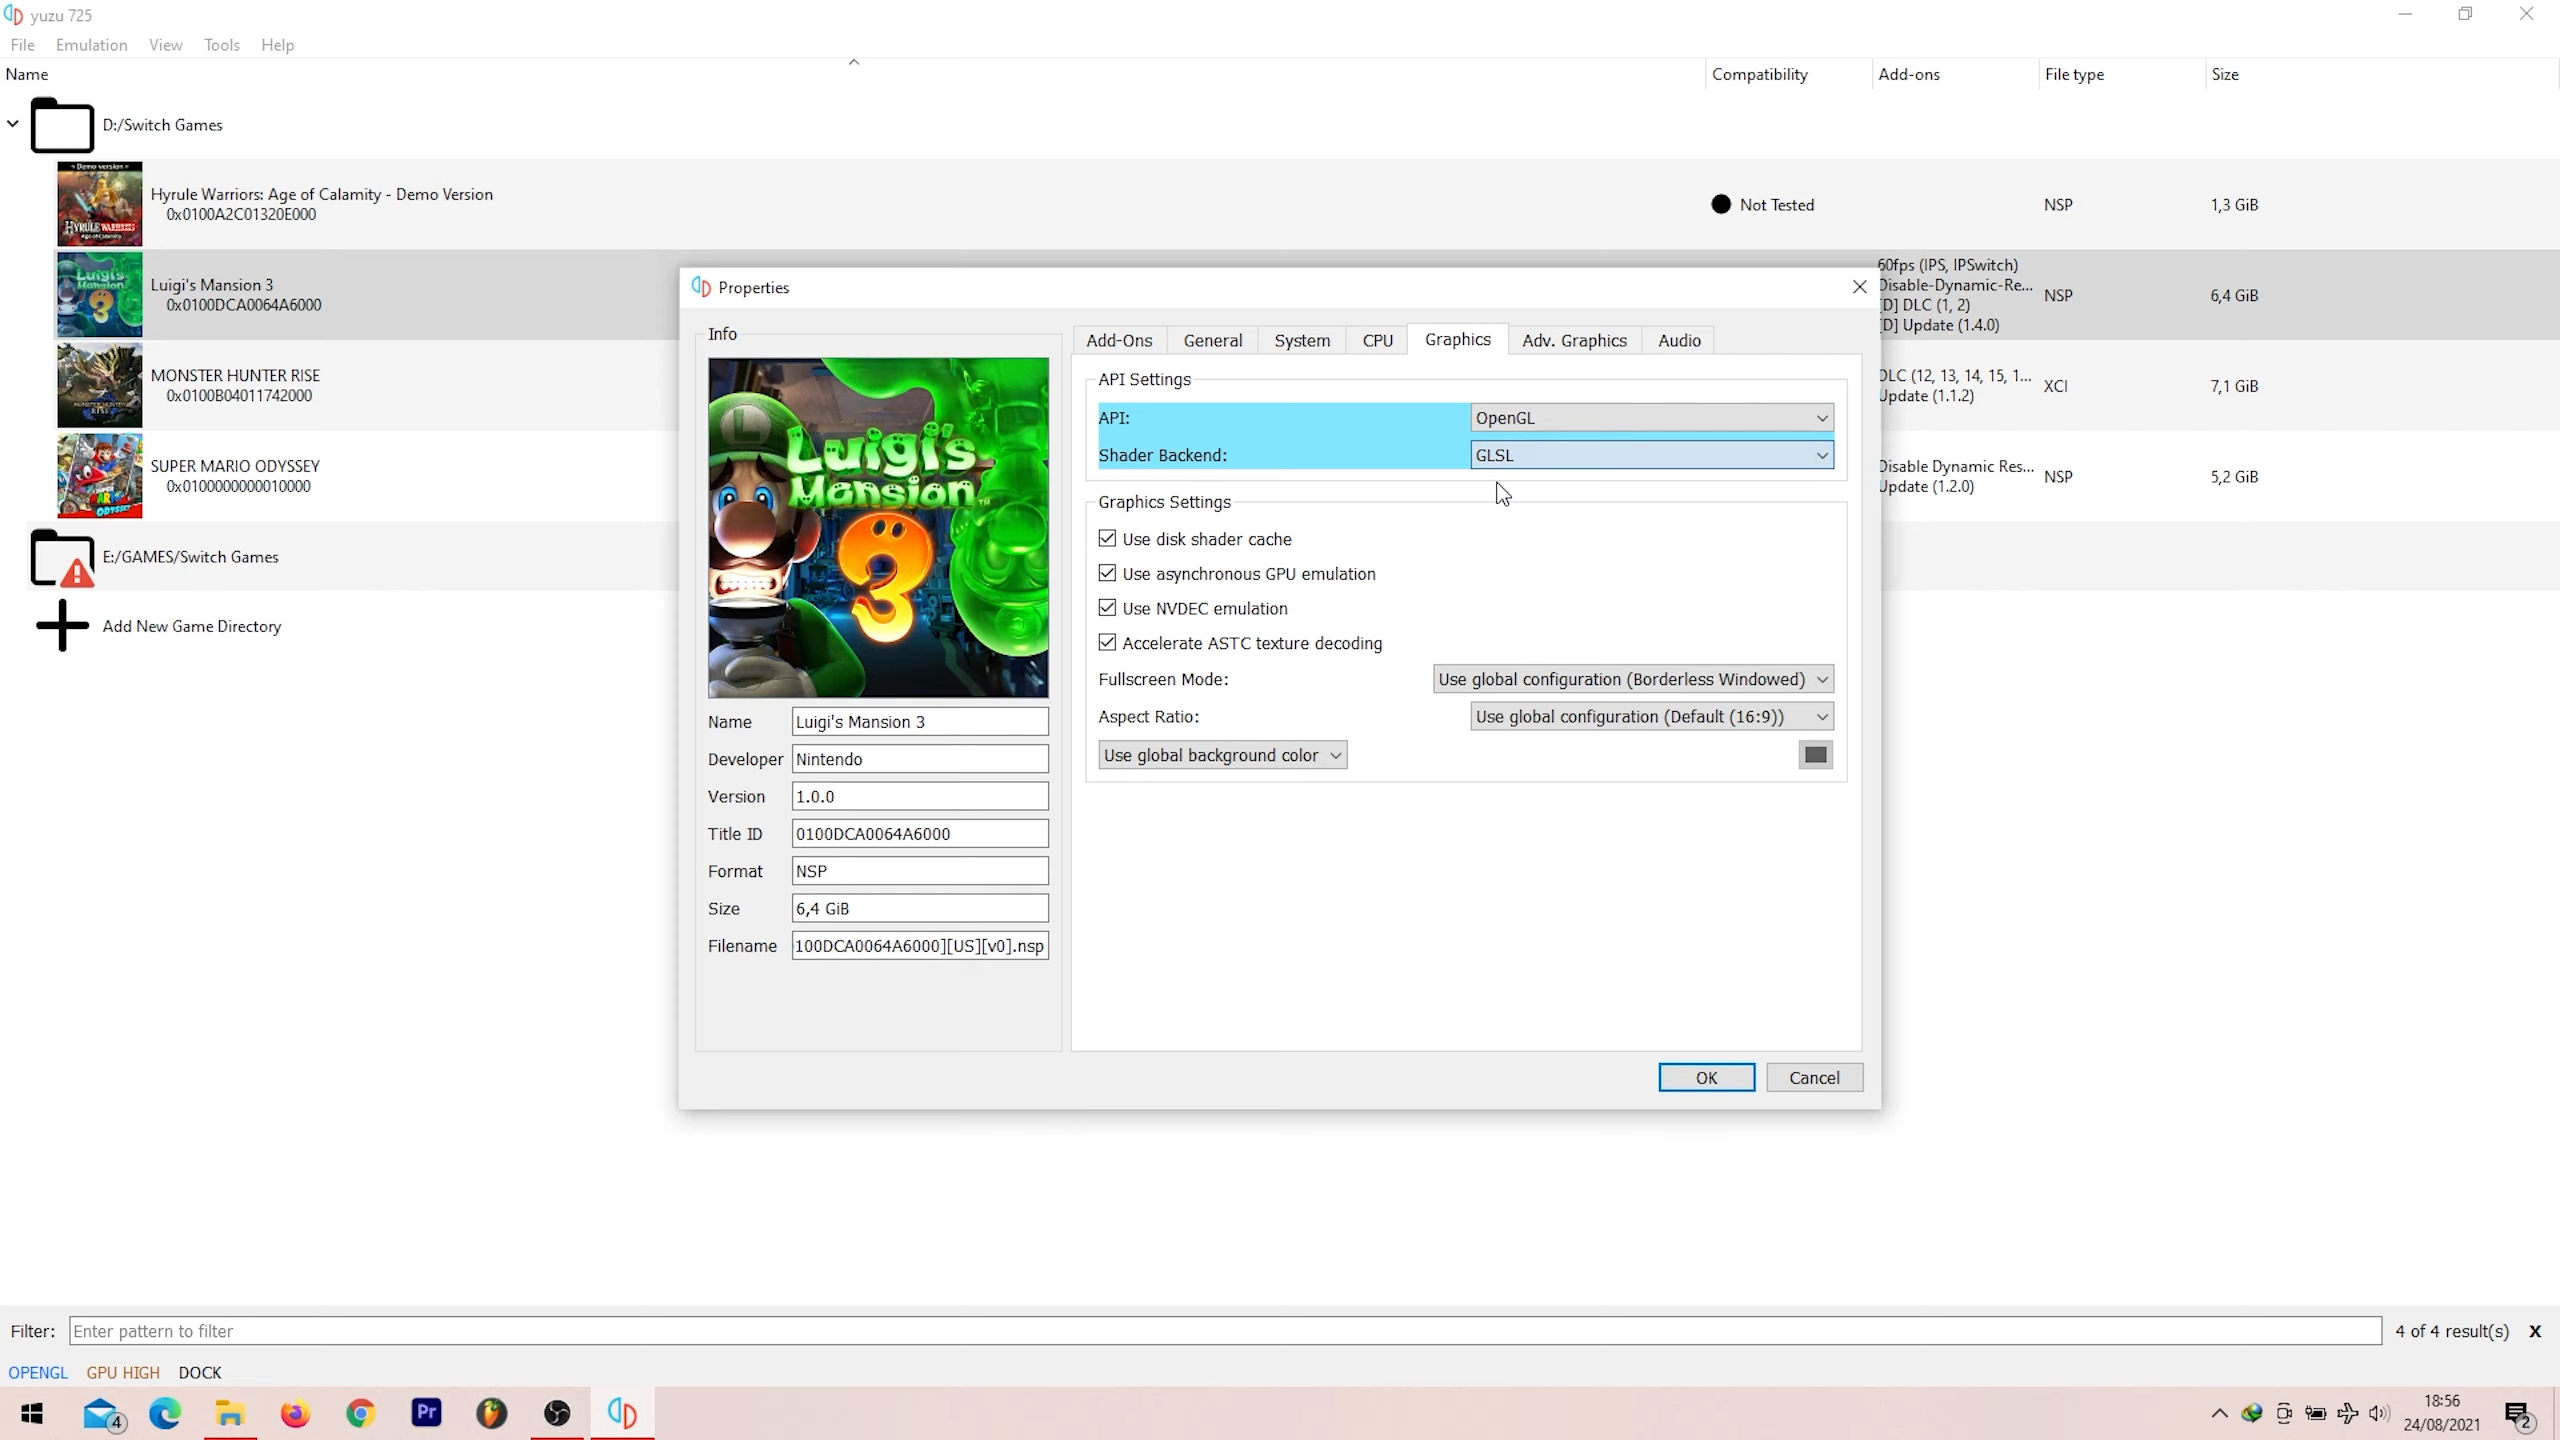 yuzu 725
File Emulation View Tools Help
Name Compatibility Add-ons File type Size
D:/Switch Games
Hyrule Warriors: Age of Calamity - Demo Version
0x0100A2C01320E000
Not Tested NSP 1,3 GiB
Luigi's Mansion 3
0x0100DCA0064A6000
60fps (IPS, IPSwitch)
Disable-Dynamic-Re...
[D] DLC (1, 2)
[D] Update (1.4.0)
NSP 6,4 GiB
MONSTER HUNTER RISE
0x0100B04011742000
DLC (12, 13, 14, 15, 1...
Update (1.1.2)
XCI 7,1 GiB
SUPER MARIO ODYSSEY
0x0100000000010000
Disable Dynamic Res...
Update (1.2.0)
NSP 5,2 GiB
E:/GAMES/Switch Games
Add New Game Directory
Properties
Info
Luigi's
Mansion
3
Name Luigi's Mansion 3
Developer Nintendo
Version 1.0.0
Title ID 0100DCA0064A6000
Format NSP
Size 6,4 GiB
Filename 100DCA0064A6000][US][v0].nsp
Add-Ons General System CPU Graphics Adv. Graphics Audio
API Settings
API: OpenGL
Shader Backend: GLSL
Graphics Settings
Use disk shader cache
Use asynchronous GPU emulation
Use NVDEC emulation
Accelerate ASTC texture decoding
Fullscreen Mode: Use global configuration (Borderless Windowed)
Aspect Ratio: Use global configuration (Default (16:9))
Use global background color
OK Cancel
Filter: Enter pattern to filter 4 of 4 result(s) X
OPENGL GPU HIGH DOCK
4
Pr
18:56
24/08/2021
2